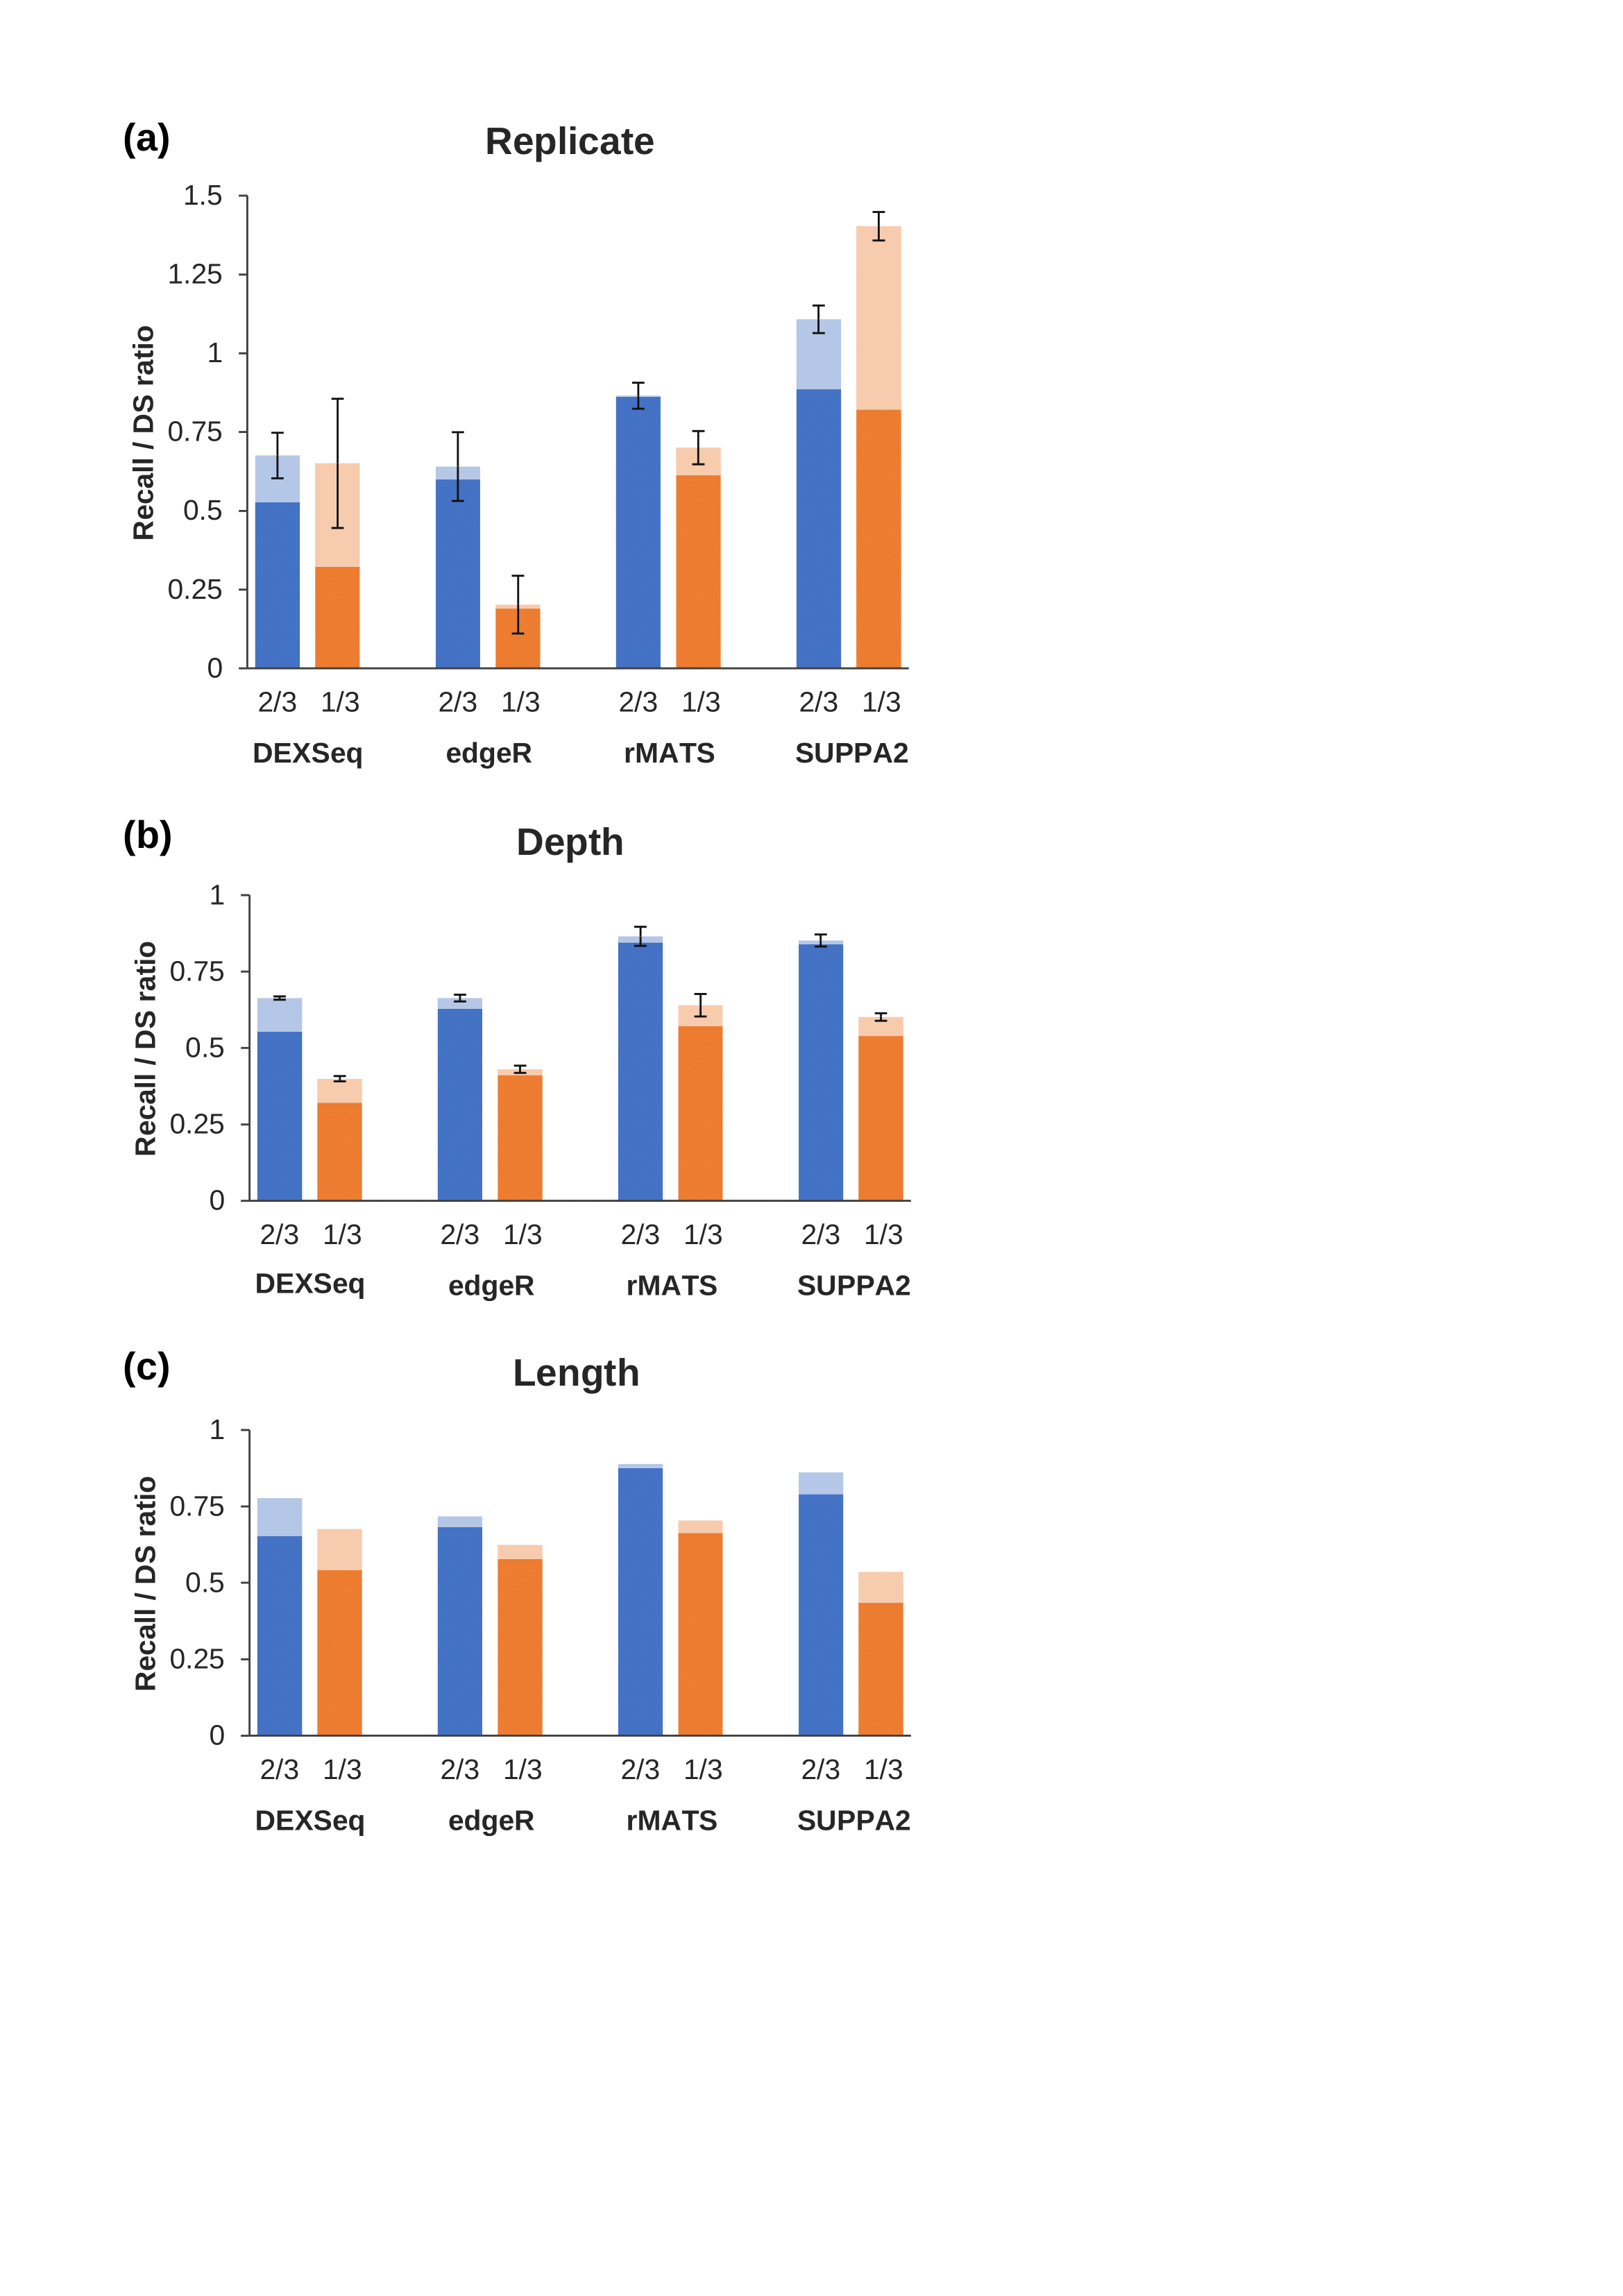 (a)
Replicate
1.5
1.25
1
0.75
0.5
0.25
0
Recall / DS ratio
2/3 1/3 2/3 1/3 2/3 1/3 2/3 1/3
DEXSeq edgeR rMATS SUPPA2
(b)
Depth
1
0.75
0.5
0.25
0
Recall / DS ratio
2/3 1/3 2/3 1/3 2/3 1/3 2/3 1/3
DEXSeq edgeR rMATS SUPPA2
(c)
Length
1
0.75
0.5
0.25
0
Recall / DS ratio
2/3 1/3 2/3 1/3 2/3 1/3 2/3 1/3
DEXSeq edgeR rMATS SUPPA2